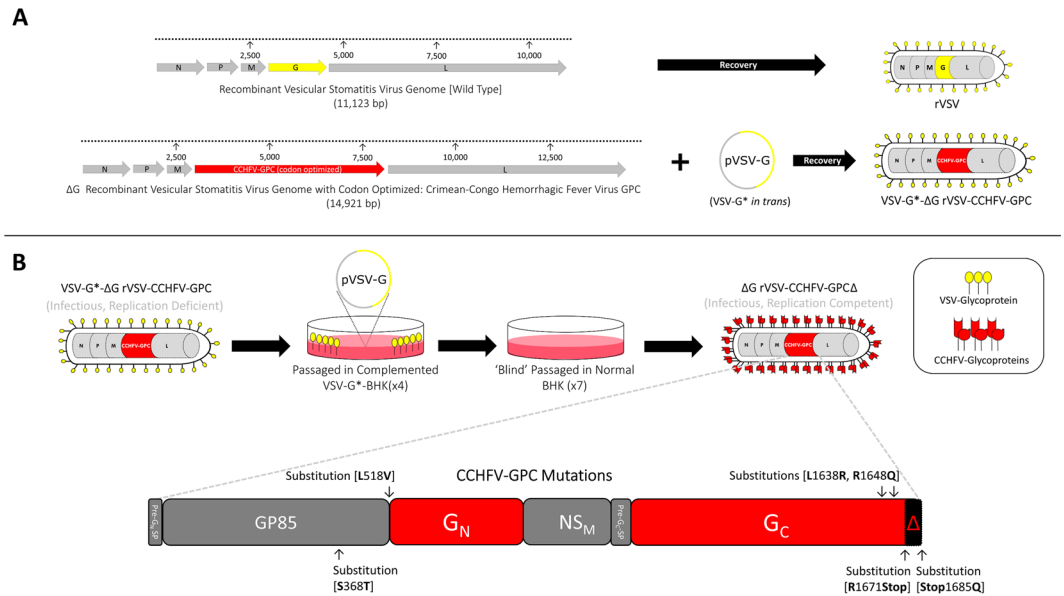 A
2,500 5,000 7,500 10,000
N P M G L
Recombinant Vesicular Stomatitis Virus Genome [Wild Type]
(11,123 bp)
Recovery
N P M G L
rVSV
2,500 5,000 7,500 10,000 12,500
N P M CCHFV-GPC (codon optimized) L
ΔG Recombinant Vesicular Stomatitis Virus Genome with Codon Optimized: Crimean-Congo Hemorrhagic Fever Virus GPC
(14,921 bp)
+
pVSV-G
(VSV-G* in trans)
Recovery
N P M CCHFV-GPC L
VSV-G*-ΔG rVSV-CCHFV-GPC
B
VSV-G*-ΔG rVSV-CCHFV-GPC
(Infectious, Replication Deficient)
N P M CCHFV-GPC L
pVSV-G
Passaged in Complemented
VSV-G*-BHK(x4)
'Blind' Passaged in Normal
BHK (x7)
ΔG rVSV-CCHFV-GPCΔ
(Infectious, Replication Competent)
N P M CCHFV-GPC L
VSV-Glycoprotein
CCHFV-Glycoproteins
CCHFV-GPC Mutations
Substitution [L518V]
Substitutions [L1638R, R1648Q]
Pre-GN-SP
GP85
GN
NSM
Pre-GC-SP
GC
Δ
Substitution
[S368T]
Substitution
[R1671Stop]
Substitution
[Stop1685Q]